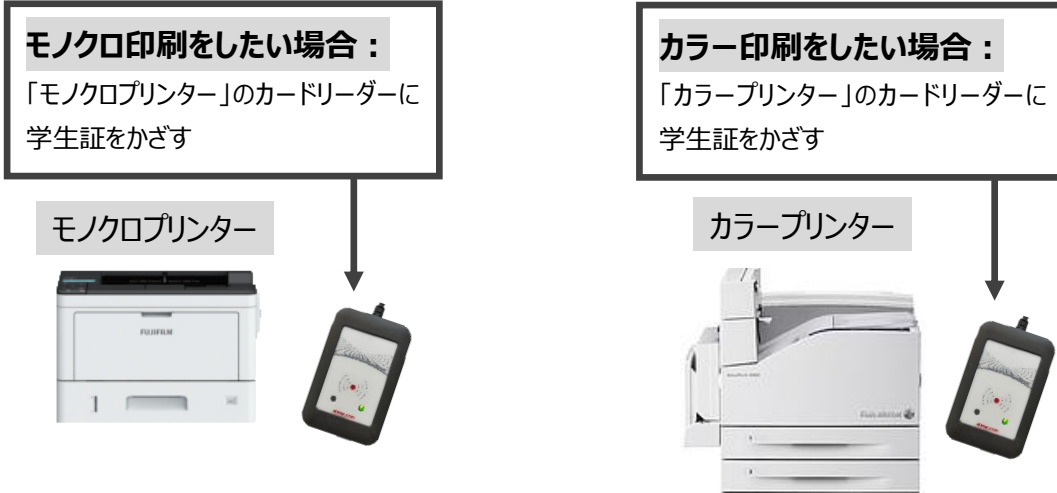 モノクロ印刷をしたい場合：
「モノクロプリンター」のカードリーダーに
学生証をかざす
モノクロプリンター
FUJIFILM
カラー印刷をしたい場合：
「カラープリンター」のカードリーダーに
学生証をかざす
カラープリンター
FUJI XEROX